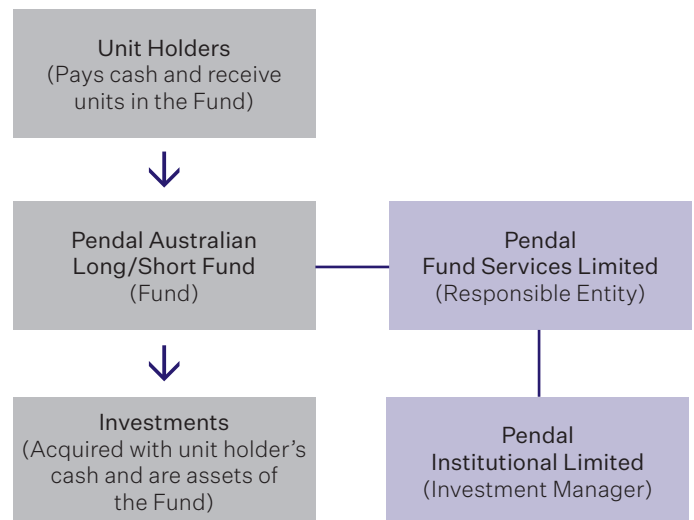 Unit Holders
(Pays cash and receive
units in the Fund)
Pendal Australian
Long/Short Fund
(Fund)
Pendal
Fund Services Limited
(Responsible Entity)
Investments
(Acquired with unit holder’s
cash and are assets of
the Fund)
Pendal
Institutional Limited
(Investment Manager)